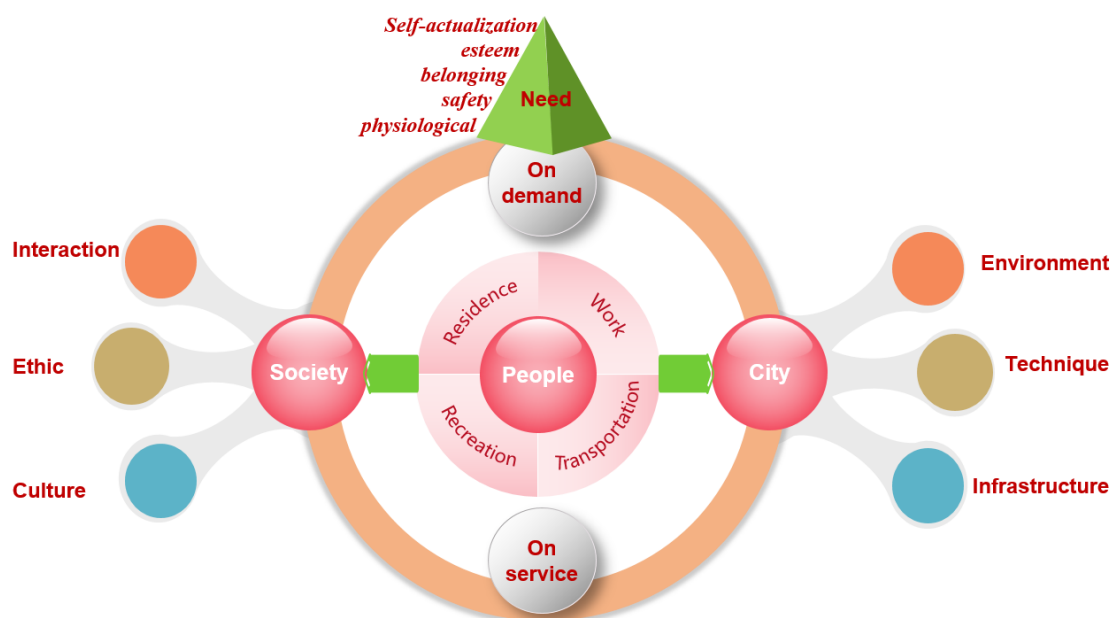 Self-actualization
esteem
belonging
safety
physiological
Need
On
demand
Interaction
Ethic
Culture
Society
Residence
Work
People
Recreation
Transportation
City
Environment
Technique
Infrastructure
On
service